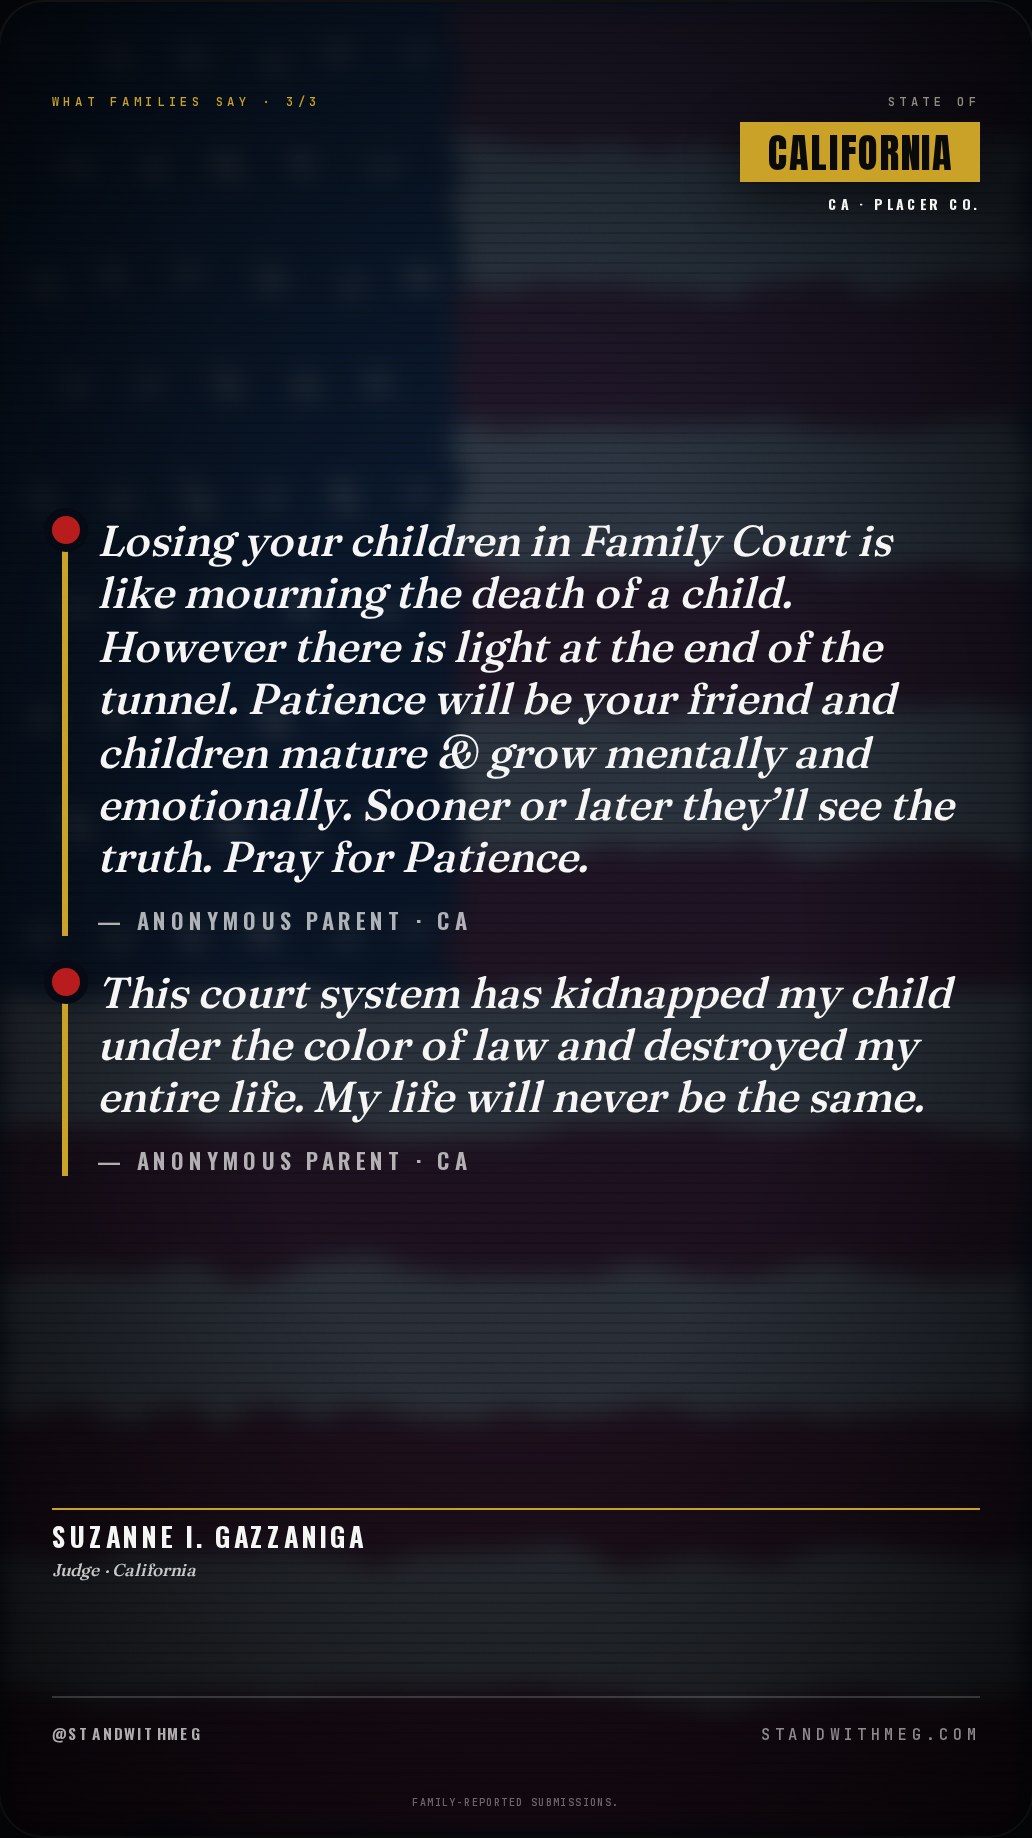 WHAT FAMILIES SAY · 3/3
STATE OF
CALIFORNIA
CA · PLACER CO.
Losing your children in Family Court is
like mourning the death of a child.
However there is light at the end of the
tunnel. Patience will be your friend and
children mature & grow mentally and
emotionally. Sooner or later they’ll see the
truth. Pray for Patience.
— ANONYMOUS PARENT · CA
This court system has kidnapped my child
under the color of law and destroyed my
entire life. My life will never be the same.
— ANONYMOUS PARENT · CA
SUZANNE I. GAZZANIGA
Judge · California
@STANDWITHMEG
STANDWITHMEG.COM
FAMILY-REPORTED SUBMISSIONS.